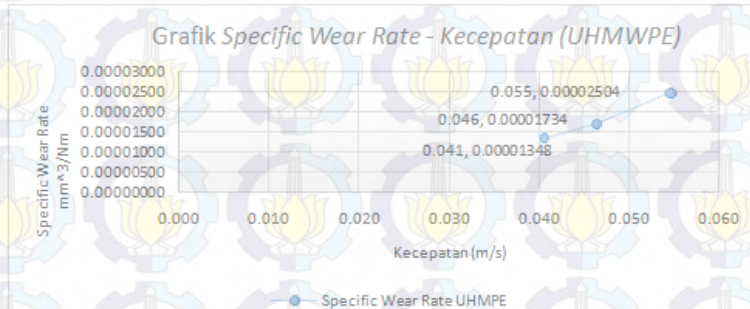 Grafik Specific Wear Rate - Kecepatan (UHMWPE)
Specific Wear Rate
mm^3/Nm
0.00003000
0.00002500
0.00002000
0.00001500
0.00001000
0.00000500
0.00000000
0.055, 0.00002504
0.046, 0.00001734
0.041, 0.00001348
0.000 0.010 0.020 0.030 0.040 0.050 0.060
Kecepatan (m/s)
Specific Wear Rate UHMPE